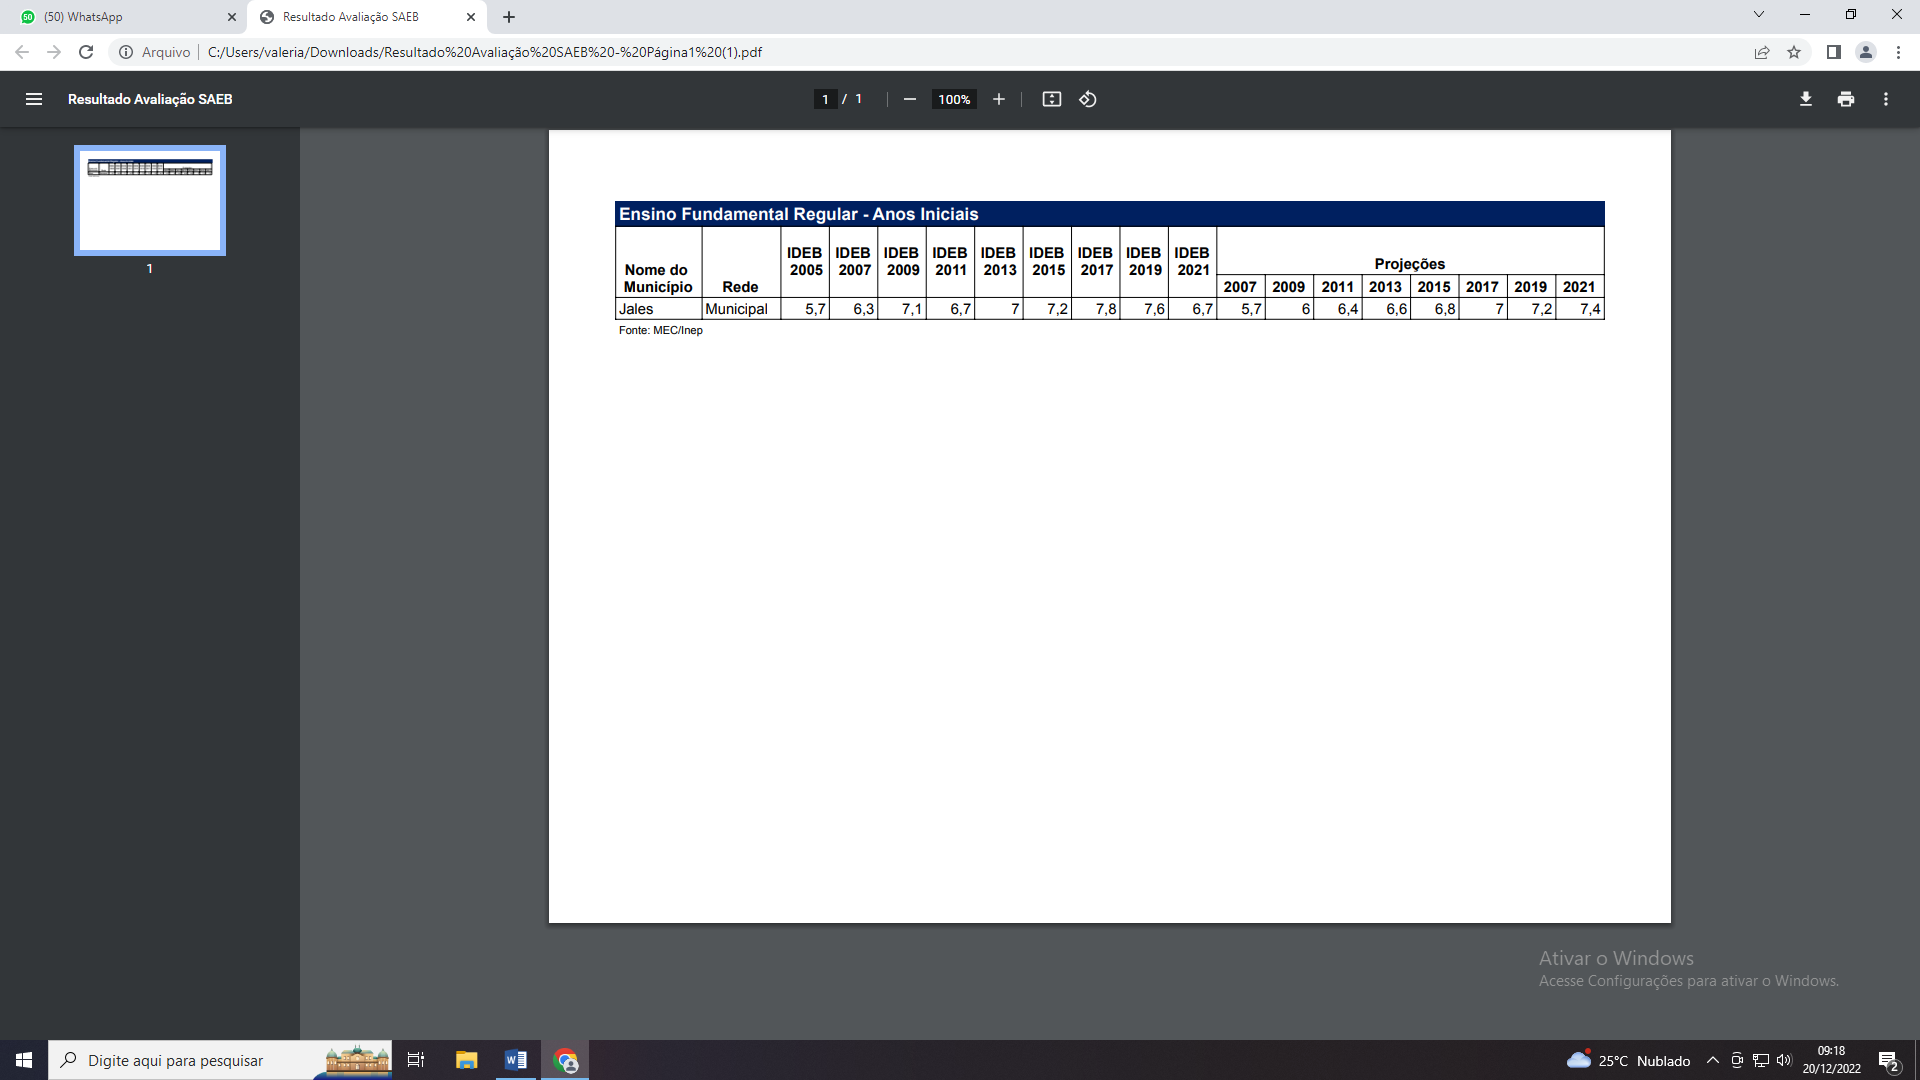 (50) WhatsApp
Resultado Avaliação SAEB
Arquivo
C:/Users/valeria/Downloads/Resultado%20Avaliação%20SAEB%20-%20Página1%20(1).pdf
Resultado Avaliação SAEB
1 / 1
100%
1
Ensino Fundamental Regular - Anos Iniciais
Nome do Município Rede IDEB 2005 IDEB 2007 IDEB 2009 IDEB 2011 IDEB 2013 IDEB 2015 IDEB 2017 IDEB 2019 IDEB 2021 Projeções
2007 2009 2011 2013 2015 2017 2019 2021
Jales Municipal 5,7 6,3 7,1 6,7 7 7,2 7,8 7,6 6,7 5,7 6 6,4 6,6 6,8 7 7,2 7,4
Fonte: MEC/Inep
Ativar o Windows
Acesse Configurações para ativar o Windows.
Digite aqui para pesquisar
25°C Nublado
09:18
20/12/2022
2